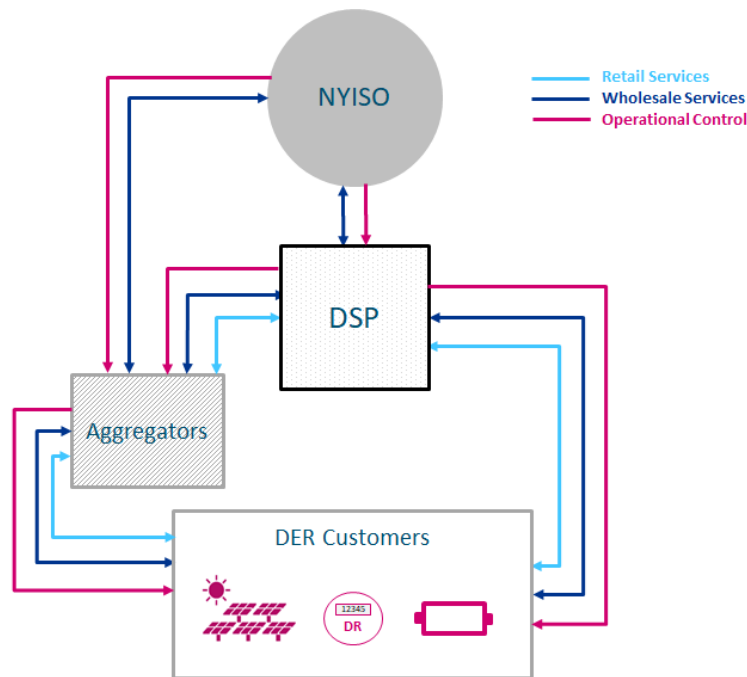 NYISO
Retail Services
Wholesale Services
Operational Control
DSP
Aggregators
DER Customers
12345
DR